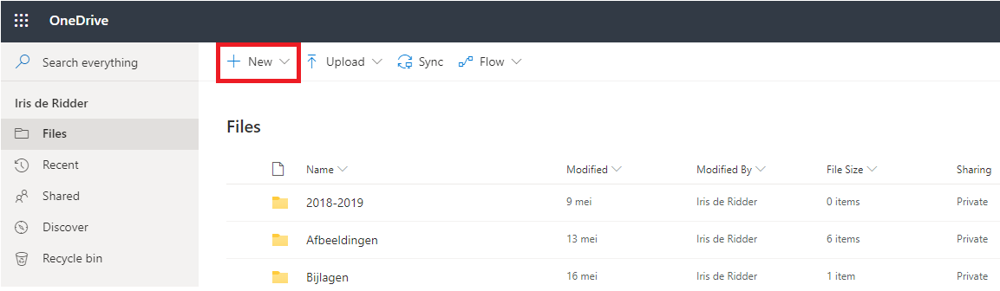 OneDrive
Search everything
New Upload Sync Flow
Iris de Ridder
Files
Recent
Shared
Discover
Recycle bin
Files
Name Modified Modified By File Size Sharing
2018-2019 9 mei Iris de Ridder 0 items Private
Afbeeldingen 13 mei Iris de Ridder 6 items Private
Bijlagen 16 mei Iris de Ridder 1 item Private